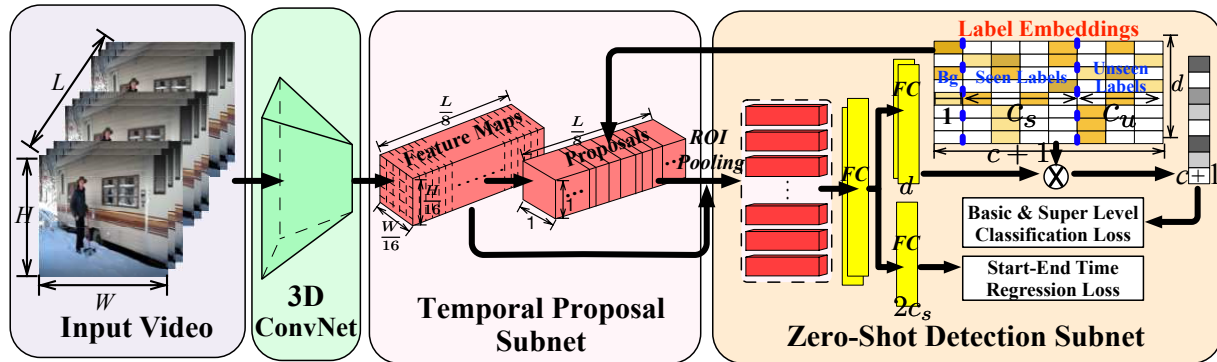 L
H
W
Input Video
3D
ConvNet
L/8
Feature Maps
H/16
W/16
L/8
Proposals
1
1
ROI
Pooling
Temporal Proposal
Subnet
FC
FC
d
FC
2c_s
Label Embeddings
Bg
Seen Labels
Unseen
Labels
1
c_s
c_u
d
c + 1
c + 1
Basic & Super Level
Classification Loss
Start-End Time
Regression Loss
Zero-Shot Detection Subnet